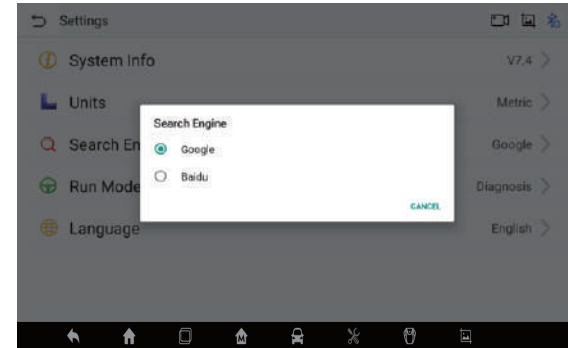 Settings
System Info
V7.4
Units
Metric
Search Engine
Google
Baidu
CANCEL
Search En
Google
Run Mode
Diagnosis
Language
English
M